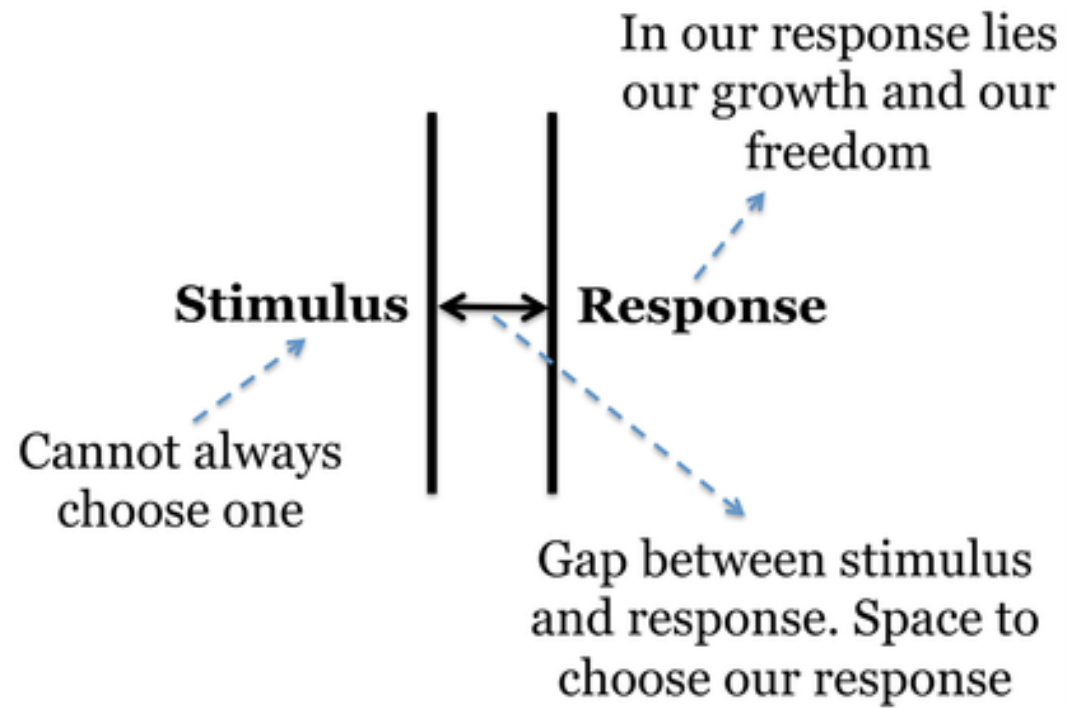 In our response lies
our growth and our
freedom
Stimulus
Response
Cannot always
choose one
Gap between stimulus
and response. Space to
choose our response